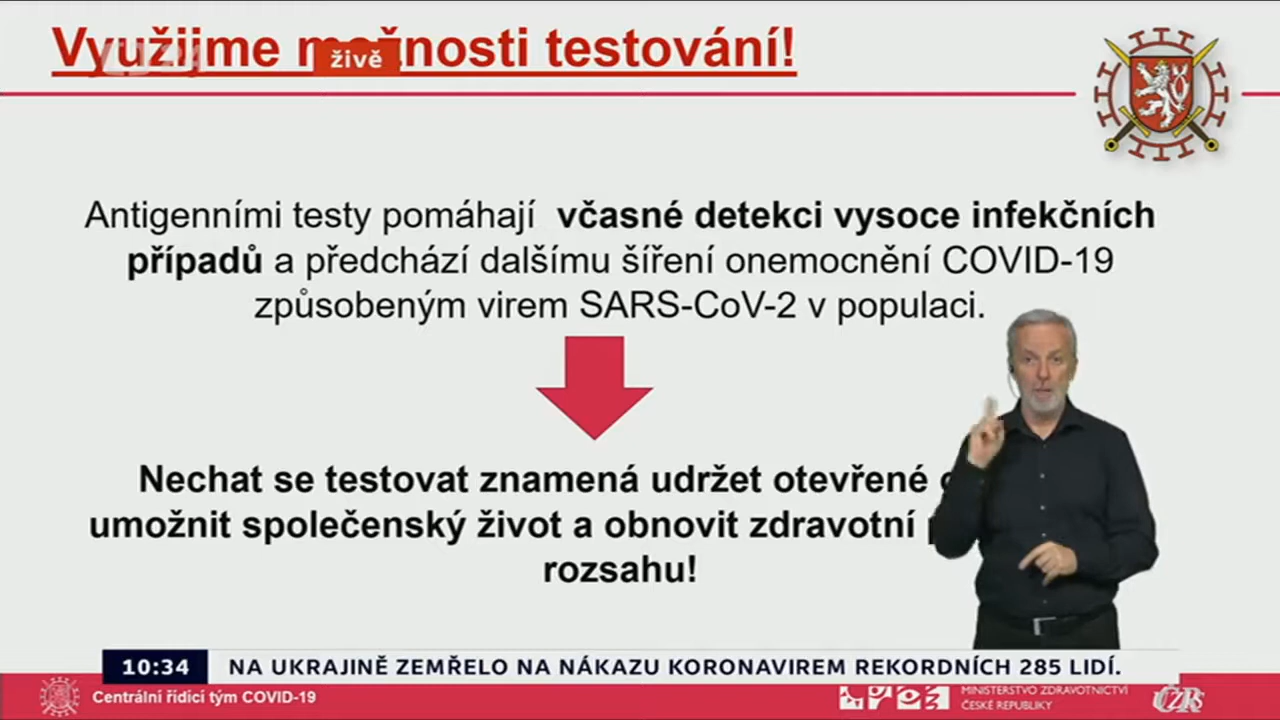 Využijme možnosti testování!
živě
Antigenními testy pomáhají včasné detekci vysoce infekčních
případů a předchází dalšímu šíření onemocnění COVID-19
způsobeným virem SARS-CoV-2 v populaci.
Nechat se testovat znamená udržet otevřené
umožnit společenský život a obnovit zdravotní
rozsahu!
10:34 NA UKRAJINĚ ZEMŘELO NA NÁKAZU KORONAVIREM REKORDNÍCH 285 LIDÍ.
Centrální řídicí tým COVID-19
MINISTERSTVO ZDRAVOTNICTVÍ
ČESKÉ REPUBLIKY